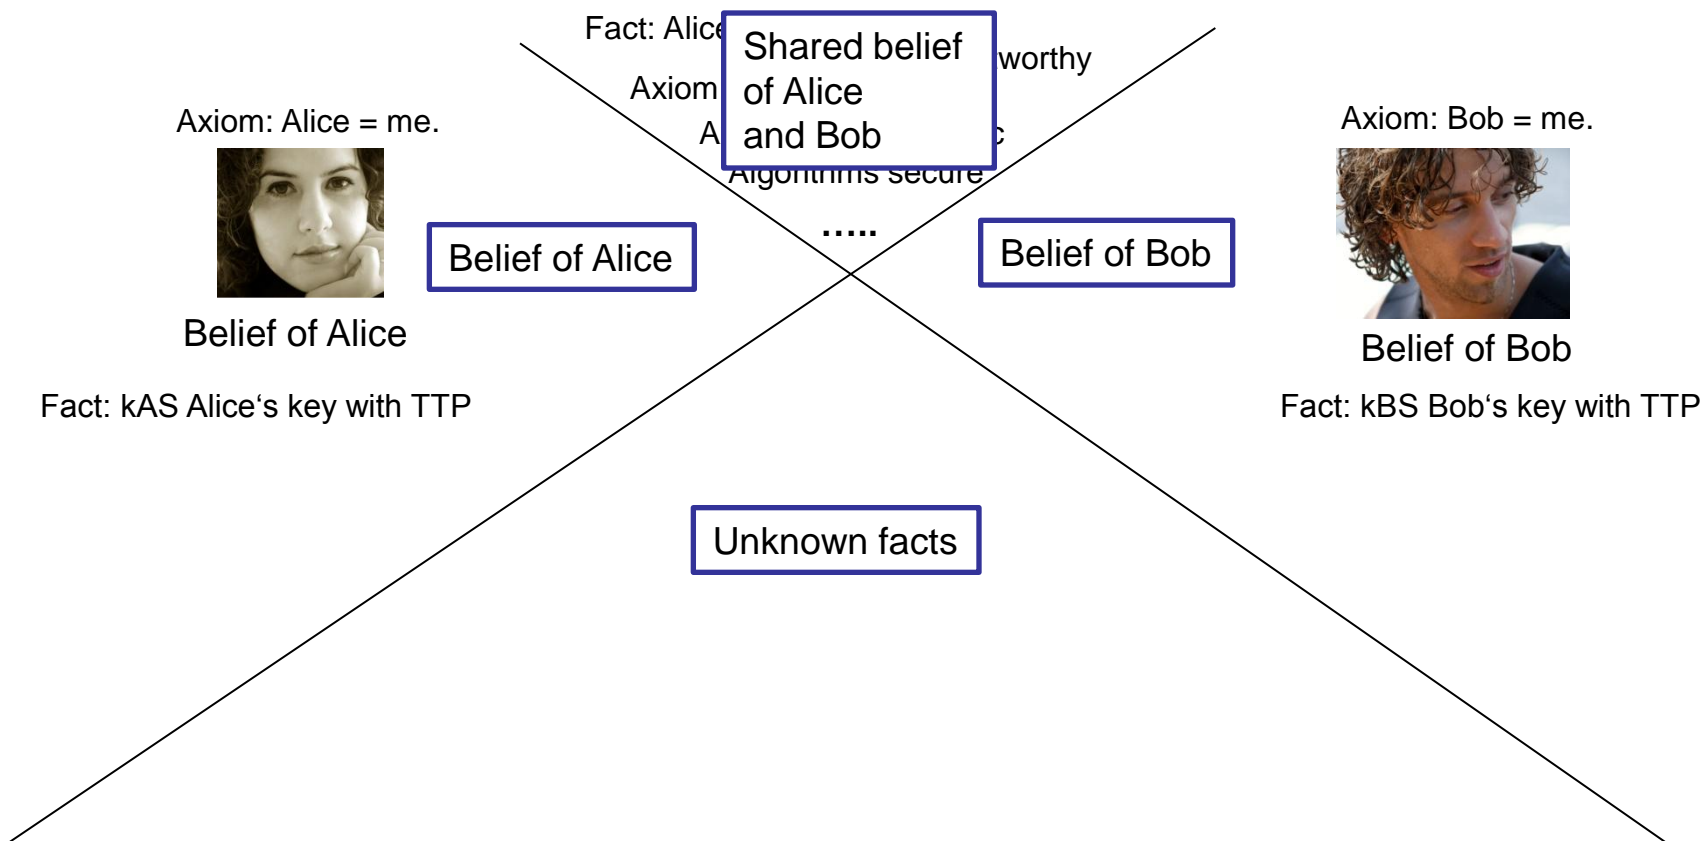 Fact: Alice
worthy
Axiom
Shared belief
of Alice
and Bob
Algorithms secure
.....
Axiom: Alice = me.
Belief of Alice
Belief of Alice
Fact: kAS Alice‘s key with TTP
Axiom: Bob = me.
Belief of Bob
Belief of Bob
Fact: kBS Bob‘s key with TTP
Unknown facts